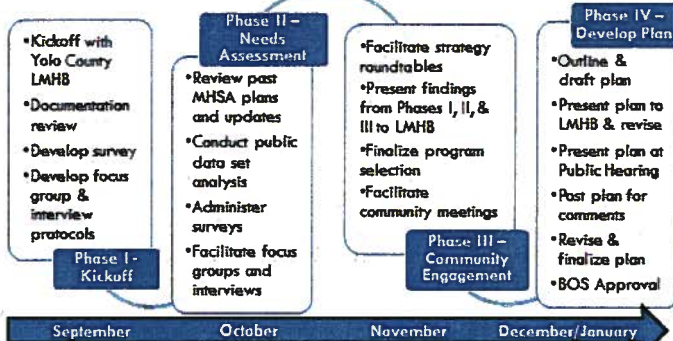 •Kickoff with
Yolo County
LMHB
•Documentation
review
•Develop survey
•Develop focus
group &
interview
protocols
Phase I -
Kickoff
Phase II –
Needs
Assessment
•Review past
MHSA plans
and updates
•Conduct public
data set
analysis
•Administer
surveys
•Facilitate focus
groups and
interviews
•Facilitate strategy
roundtables
•Present findings
from Phases I, II, &
III to LMHB
•Finalize program
selection
•Facilitate
community meetings
Phase III –
Community
Engagement
Phase IV –
Develop Plan
•Outline &
draft plan
•Present plan to
LMHB & revise
•Present plan at
Public Hearing
•Post plan for
comments
•Revise &
finalize plan
•BOS Approval
September
October
November
December/January